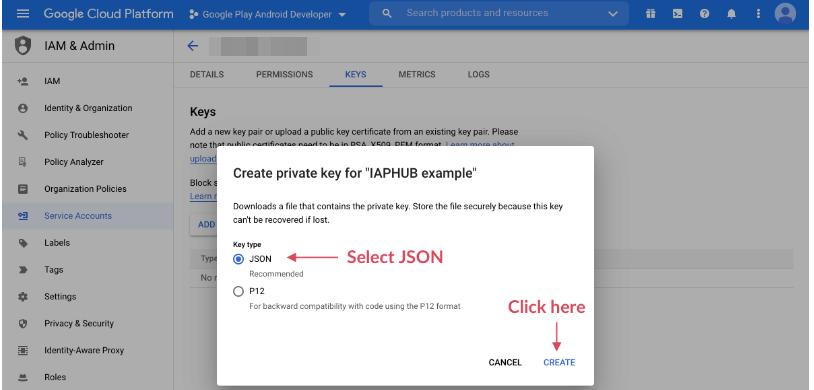 Google Cloud Platform
Google Play Android Developer
Search products and resources
IAM & Admin
IAM
Identity & Organization
Policy Troubleshooter
Policy Analyzer
Organization Policies
Service Accounts
Labels
Tags
Settings
Privacy & Security
Identity-Aware Proxy
Roles
DETAILS PERMISSIONS KEYS METRICS LOGS
Keys
Add a new key pair or upload a public key certificate from an existing key pair. Please
note that public certificates need to be in RSA_X509_PEM format. Learn more about
upload
Block s
Learn
ADD
Type
No
Create private key for "IAPHUB example"
Downloads a file that contains the private key. Store the file securely because this key
can't be recovered if lost.
Key type
JSON
Select JSON
Recommended
P12
For backward compatibility with code using the P12 format
Click here
CANCEL CREATE